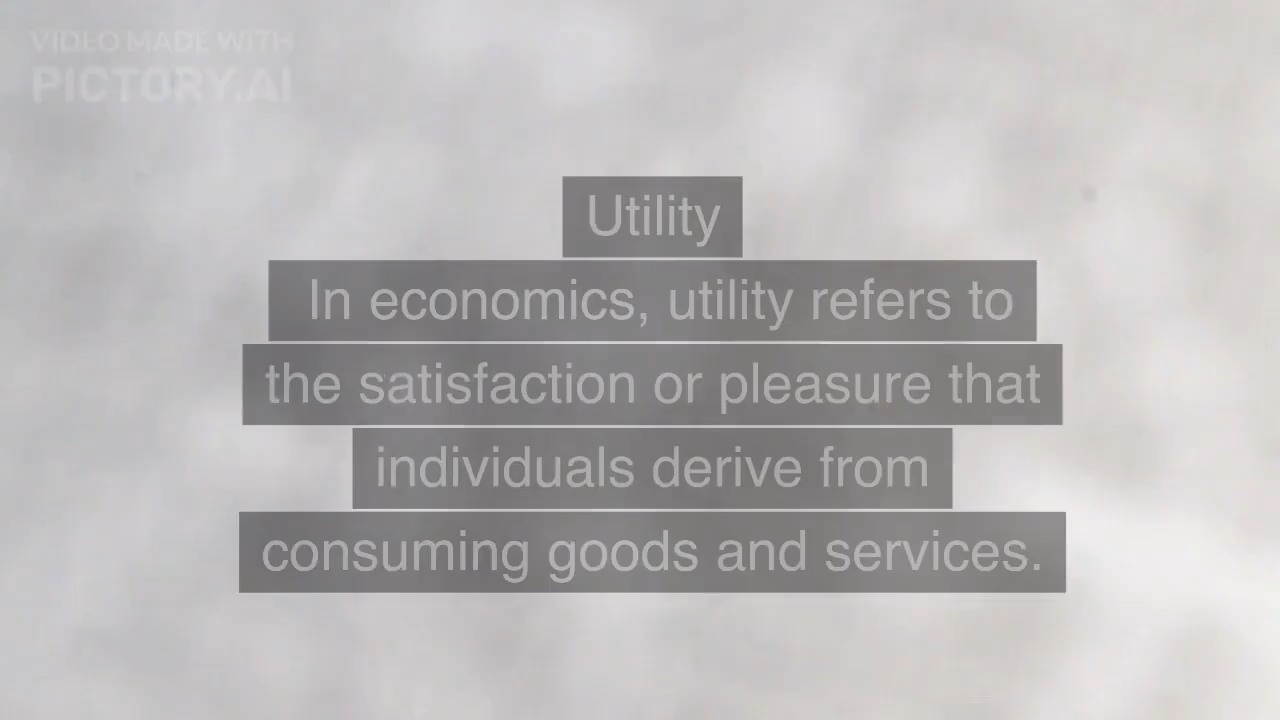 VIDEO MADE WITH
PICTORY.AI
Utility
In economics, utility refers to
the satisfaction or pleasure that
individuals derive from
consuming goods and services.